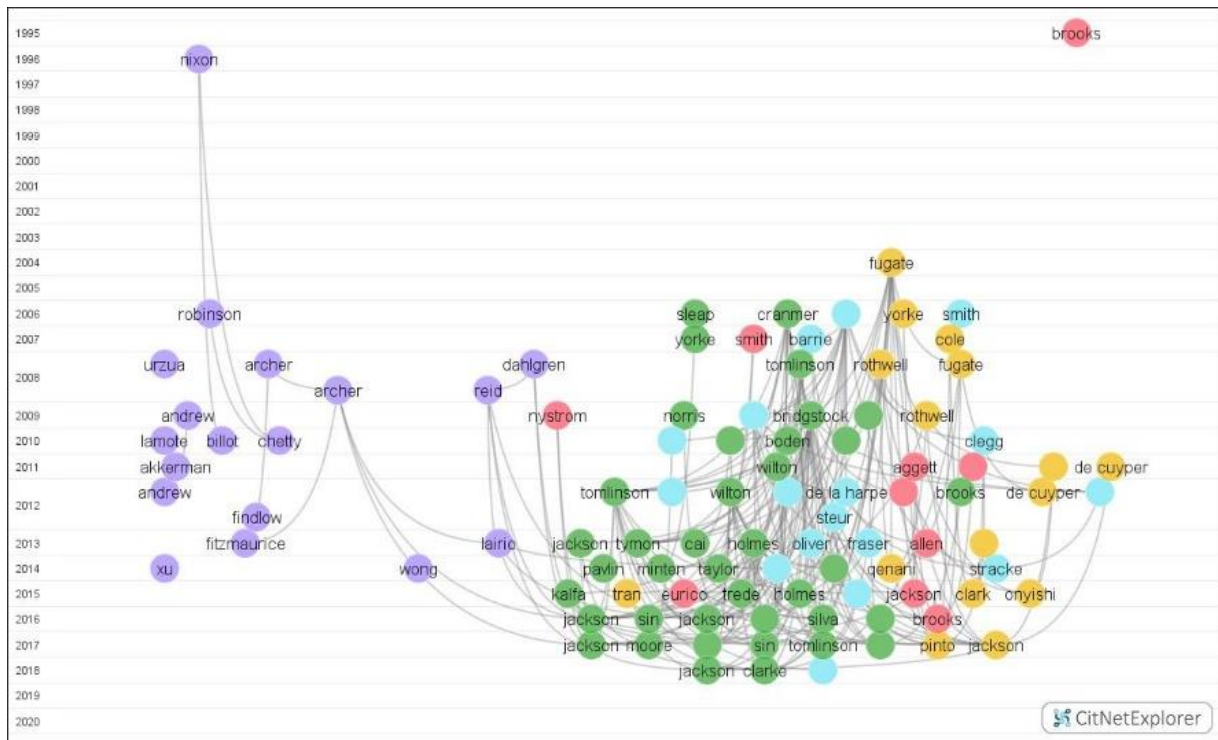 1995 brooks
1996 nixon
1997
1998
1999
2000
2001
2002
2003
2004 fugate
2005
2006 robinson sleap cranmer yorke smith
2007 yorke smith barrie cole
2008 urzua archer dahlgren tomlinson rothwell fugate
archer reid
2009 andrew nystrom norris bridgstock rothwell
2010 lamote billot chetty boden clegg
2011 akkerman wilton aggett de cuyper
andrew tomlinson wilton de la harpe brooks de cuyper
2012 findlow steur
2013 fitzmaurice lairio jackson tymon cai holmes oliver fraser allen
2014 xu wong pavlin minten taylor qenani stracke
2015 kalfa tran eurico frede holmes jackson clark onyishi
2016 jackson sin jackson silva brooks
2017 jackson moore sin tomlinson pinto jackson
2018 jackson clarke
2019
2020
CitNetExplorer